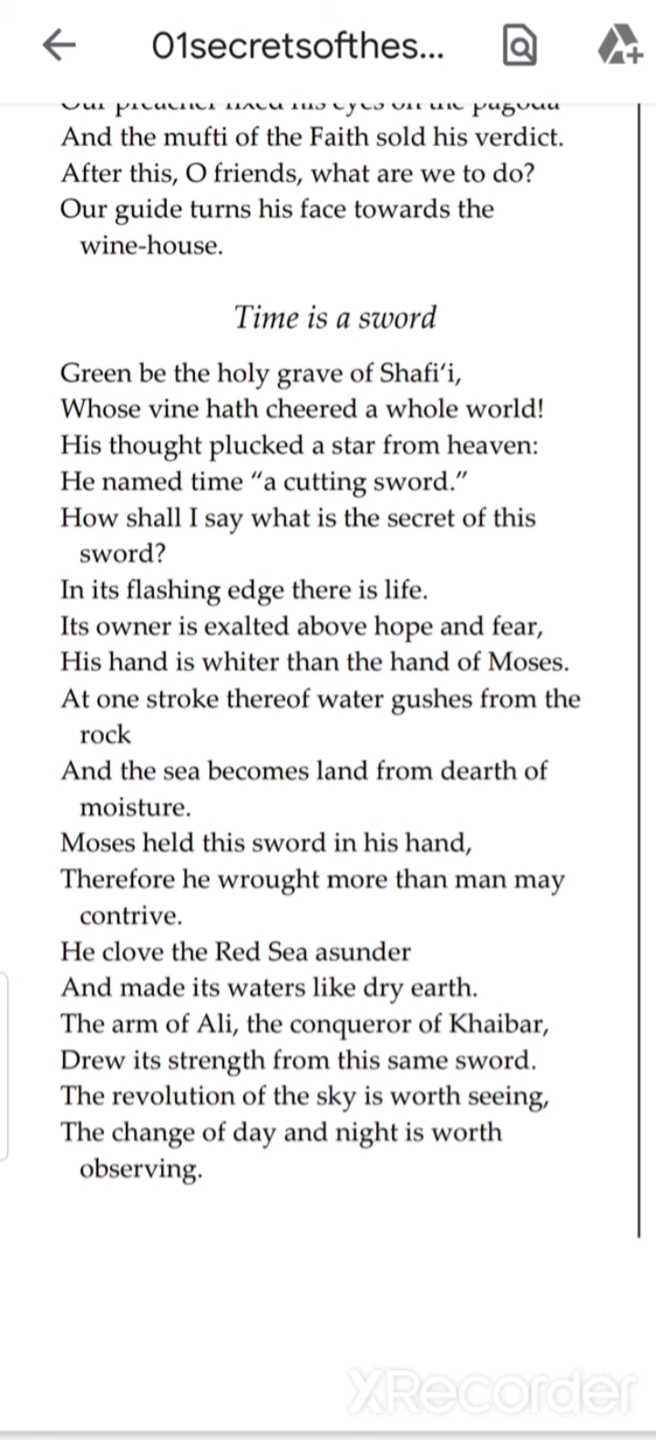 01secretsofthes...
Our preacher fixed his eyes on the pagoda
And the mufti of the Faith sold his verdict.
After this, O friends, what are we to do?
Our guide turns his face towards the
wine-house.
Time is a sword
Green be the holy grave of Shafi‘i,
Whose vine hath cheered a whole world!
His thought plucked a star from heaven:
He named time “a cutting sword.”
How shall I say what is the secret of this
sword?
In its flashing edge there is life.
Its owner is exalted above hope and fear,
His hand is whiter than the hand of Moses.
At one stroke thereof water gushes from the
rock
And the sea becomes land from dearth of
moisture.
Moses held this sword in his hand,
Therefore he wrought more than man may
contrive.
He clove the Red Sea asunder
And made its waters like dry earth.
The arm of Ali, the conqueror of Khaibar,
Drew its strength from this same sword.
The revolution of the sky is worth seeing,
The change of day and night is worth
observing.
XRecorder